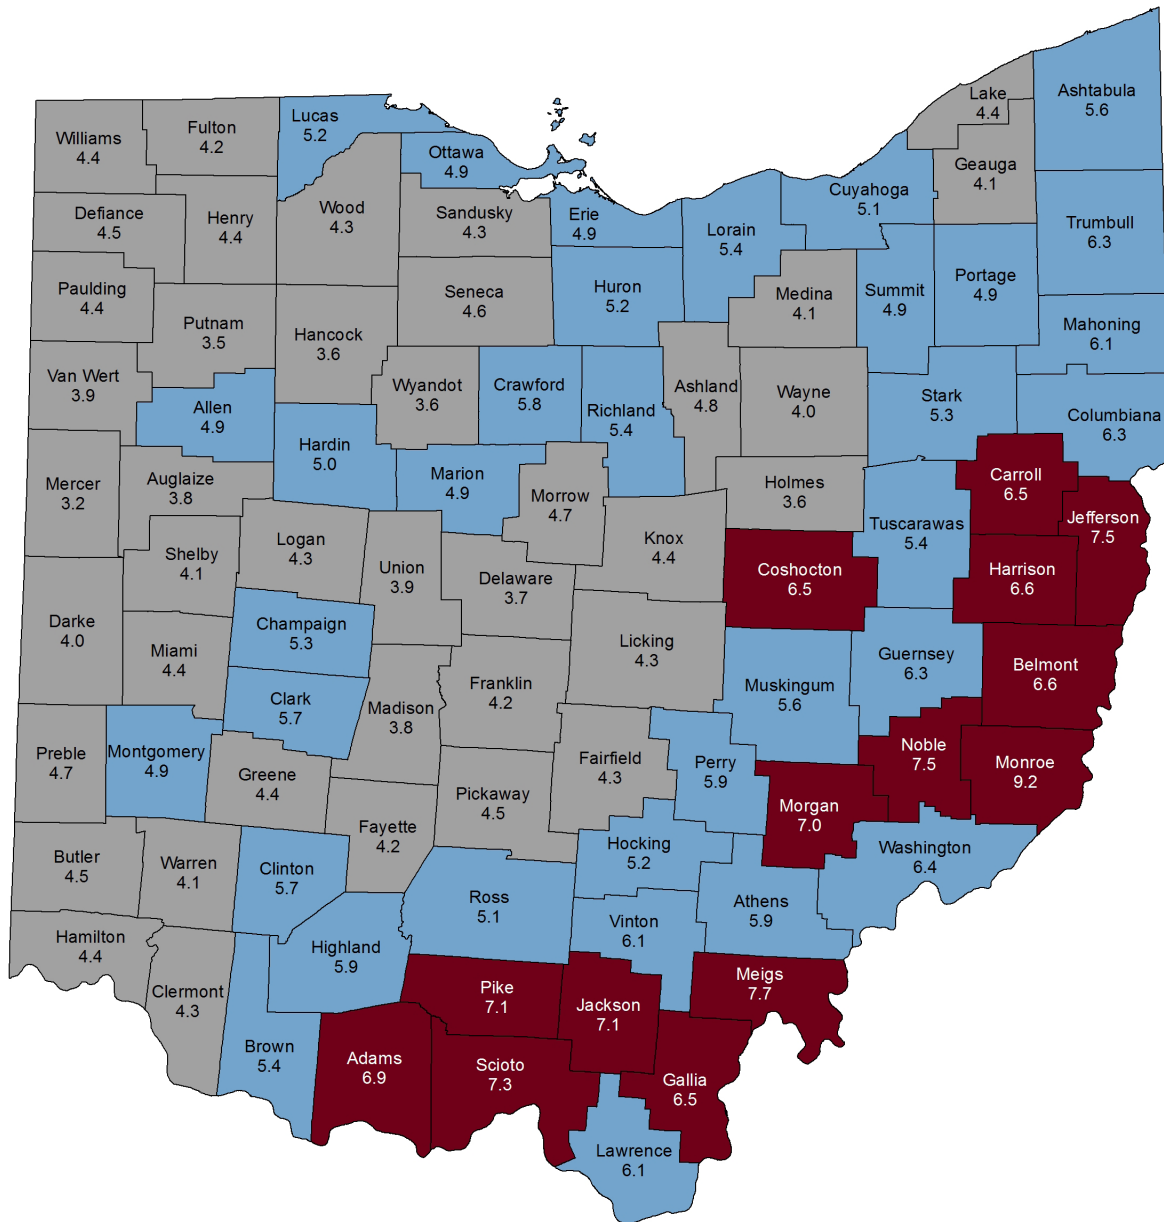 Lake
4.4
Ashtabula
5.6
Lucas
5.2
Fulton
4.2
Williams
4.4
Ottawa
4.9
Geauga
4.1
Cuyahoga
5.1
Wood
4.3
Sandusky
4.3
Erie
4.9
Defiance
4.5
Henry
4.4
Lorain
5.4
Trumbull
6.3
Portage
4.9
Paulding
4.4
Seneca
4.6
Huron
5.2
Medina
4.1
Summit
4.9
Putnam
3.5
Hancock
3.6
Mahoning
6.1
Van Wert
3.9
Wyandot
3.6
Crawford
5.8
Ashland
4.8
Wayne
4.0
Stark
5.3
Allen
4.9
Richland
5.4
Columbiana
6.3
Hardin
5.0
Marion
4.9
Mercer
3.2
Auglaize
3.8
Morrow
4.7
Holmes
3.6
Carroll
6.5
Tuscarawas
5.4
Jefferson
7.5
Shelby
4.1
Logan
4.3
Union
3.9
Knox
4.4
Delaware
3.7
Coshocton
6.5
Harrison
6.6
Darke
4.0
Champaign
5.3
Miami
4.4
Licking
4.3
Guernsey
6.3
Belmont
6.6
Franklin
4.2
Muskingum
5.6
Clark
5.7
Madison
3.8
Preble
4.7
Montgomery
4.9
Greene
4.4
Fairfield
4.3
Perry
5.9
Noble
7.5
Monroe
9.2
Pickaway
4.5
Morgan
7.0
Fayette
4.2
Hocking
5.2
Washington
6.4
Butler
4.5
Warren
4.1
Clinton
5.7
Ross
5.1
Athens
5.9
Vinton
6.1
Hamilton
4.4
Highland
5.9
Clermont
4.3
Pike
7.1
Jackson
7.1
Meigs
7.7
Brown
5.4
Adams
6.9
Scioto
7.3
Gallia
6.5
Lawrence
6.1